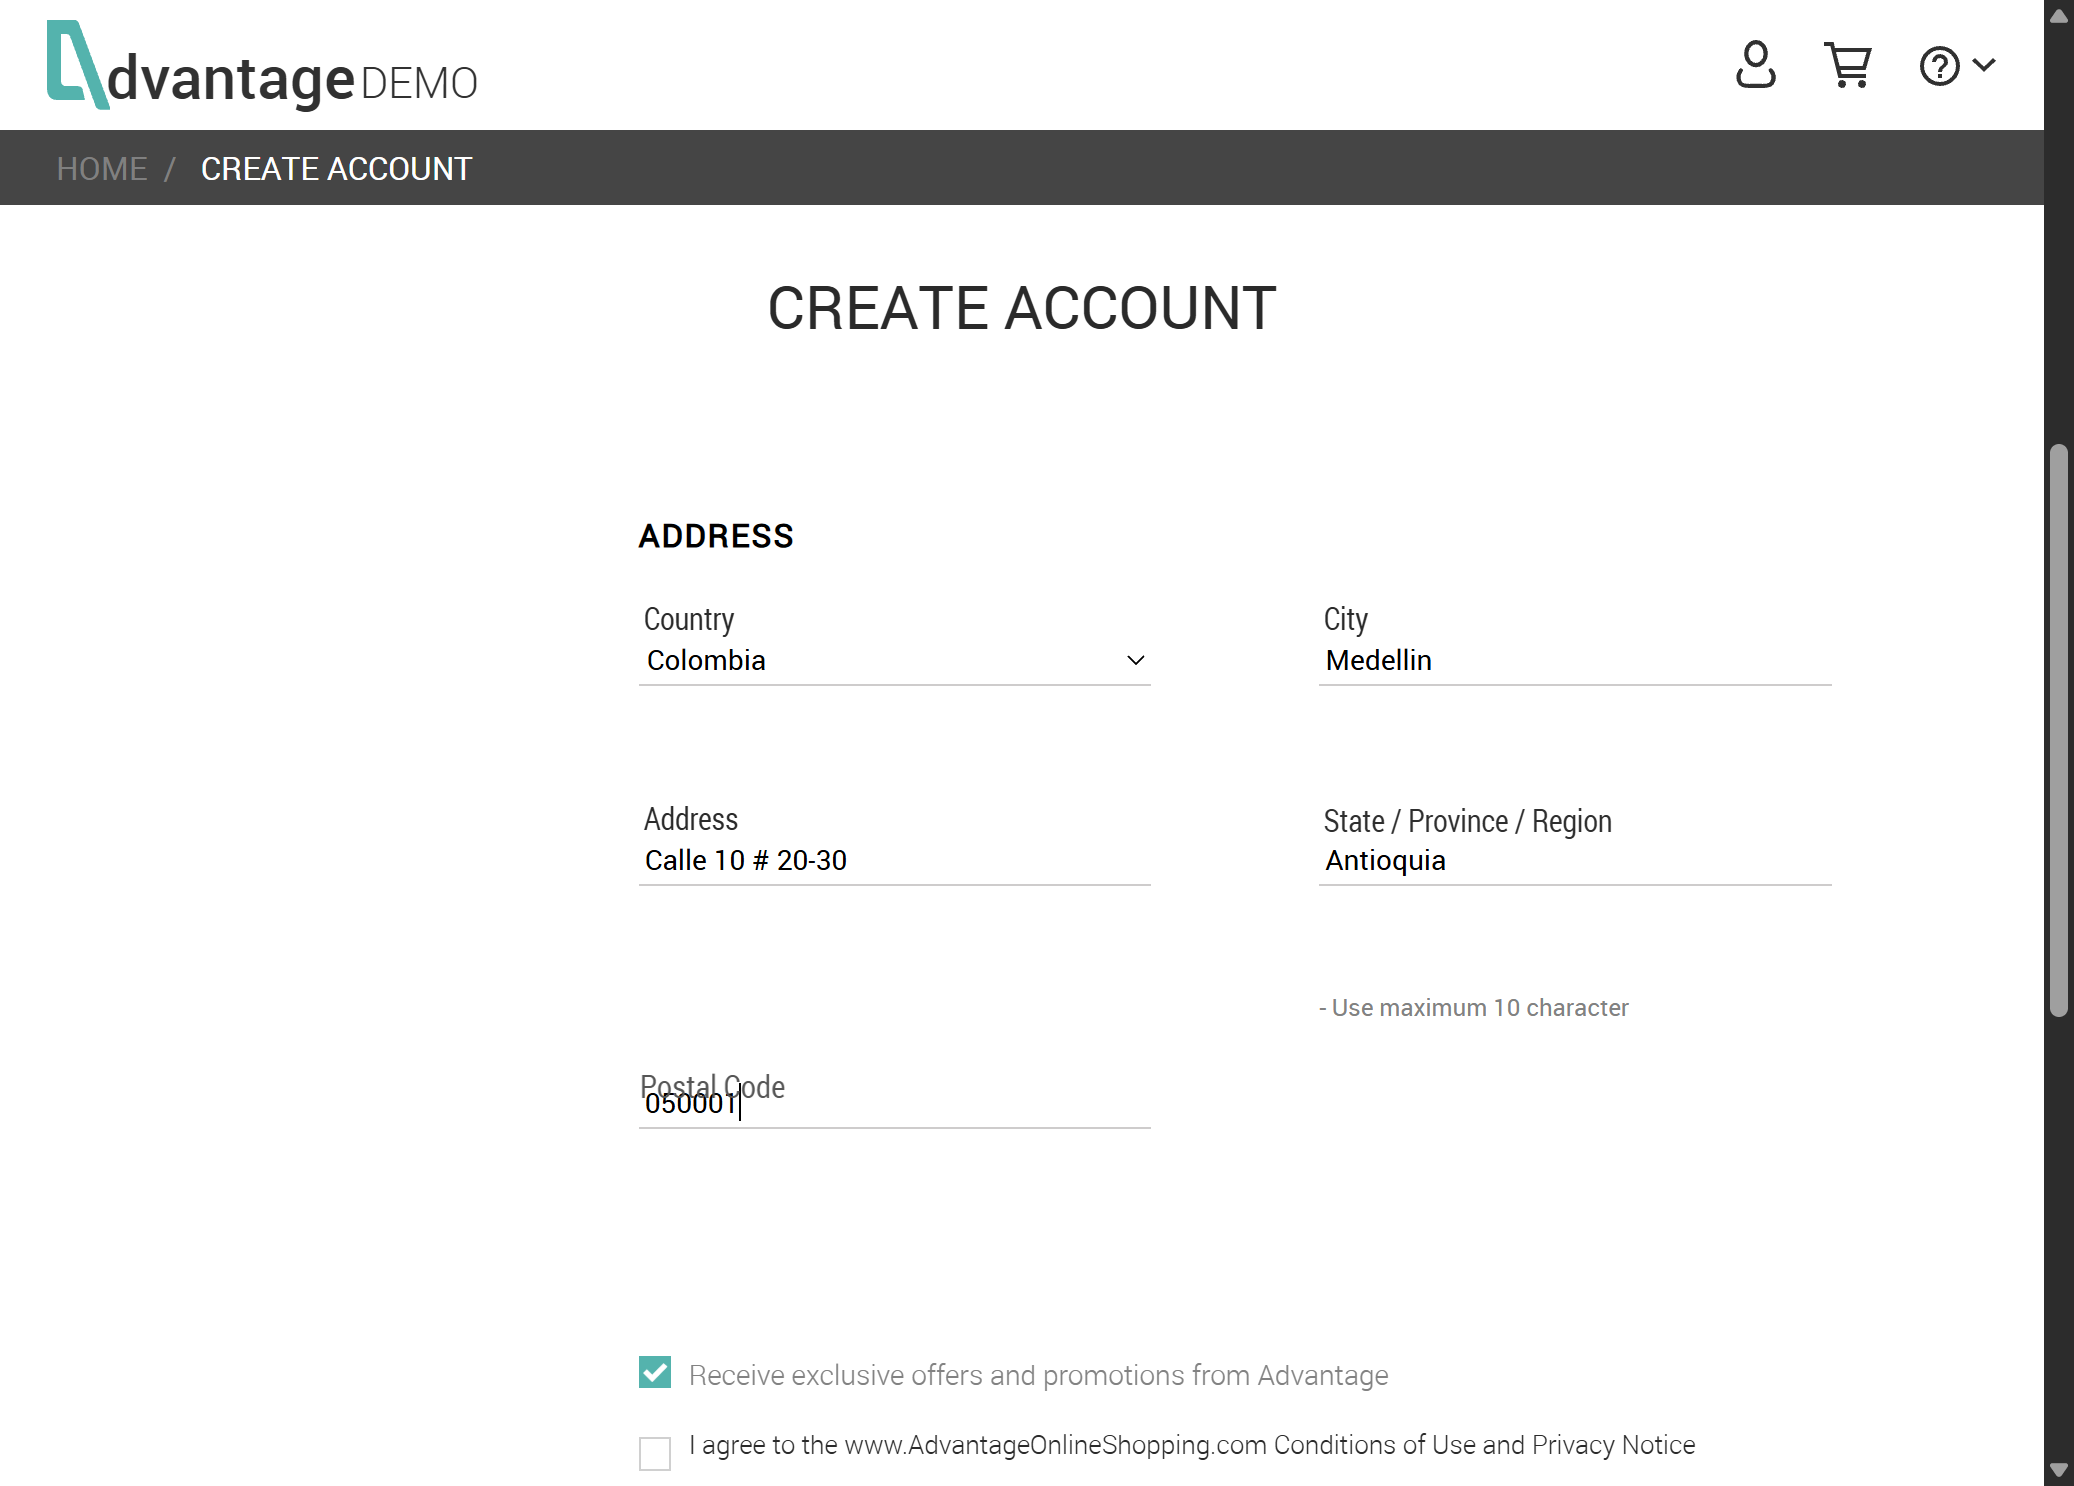 dvantage DEMO
HOME / CREATE ACCOUNT
CREATE ACCOUNT
ADDRESS
Country
Colombia
City
Medellin
Address
Calle 10 # 20-30
State / Province / Region
Antioquia
- Use maximum 10 character
Postal Code
050001
Receive exclusive offers and promotions from Advantage
I agree to the www.AdvantageOnlineShopping.com Conditions of Use and Privacy Notice